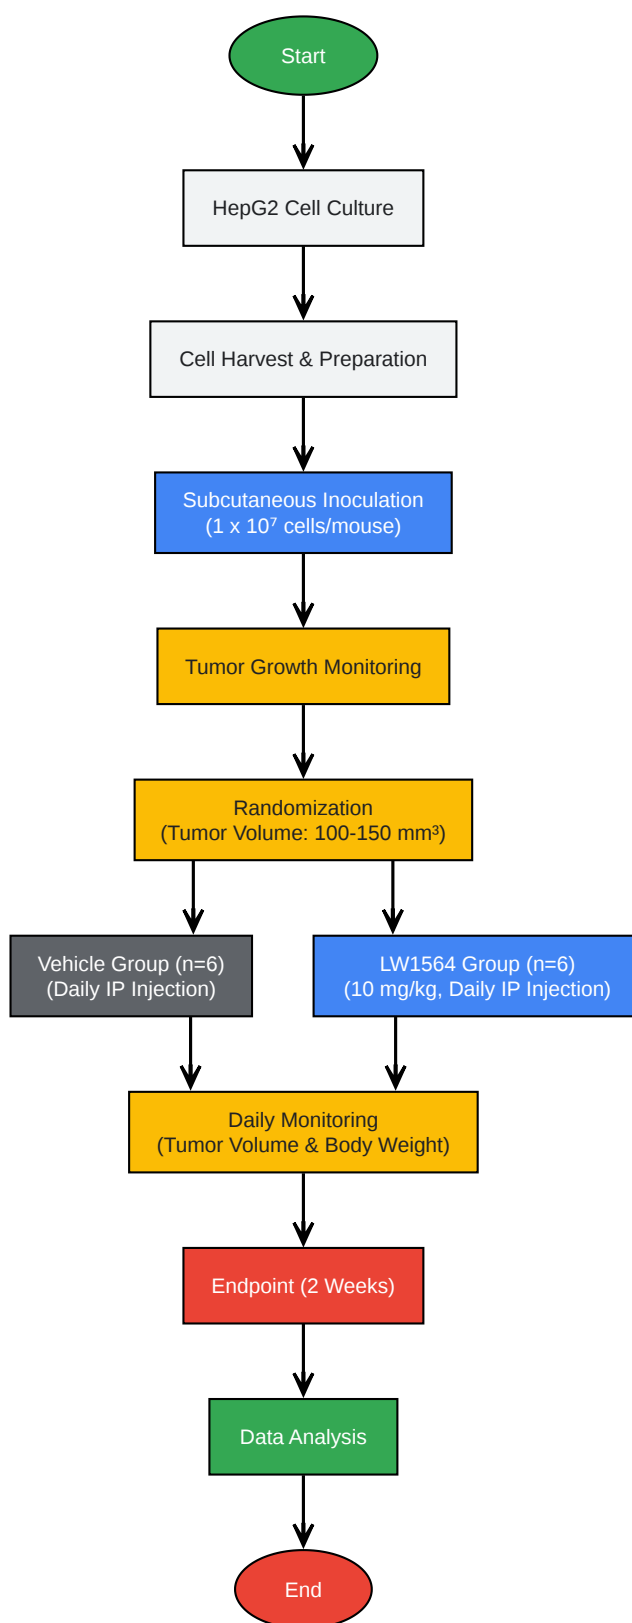 Start
HepG2 Cell Culture
Cell Harvest & Preparation
Subcutaneous Inoculation
(1 x 10⁷ cells/mouse)
Tumor Growth Monitoring
Randomization
(Tumor Volume: 100-150 mm³)
Vehicle Group (n=6)
(Daily IP Injection)
LW1564 Group (n=6)
(10 mg/kg, Daily IP Injection)
Daily Monitoring
(Tumor Volume & Body Weight)
Endpoint (2 Weeks)
Data Analysis
End